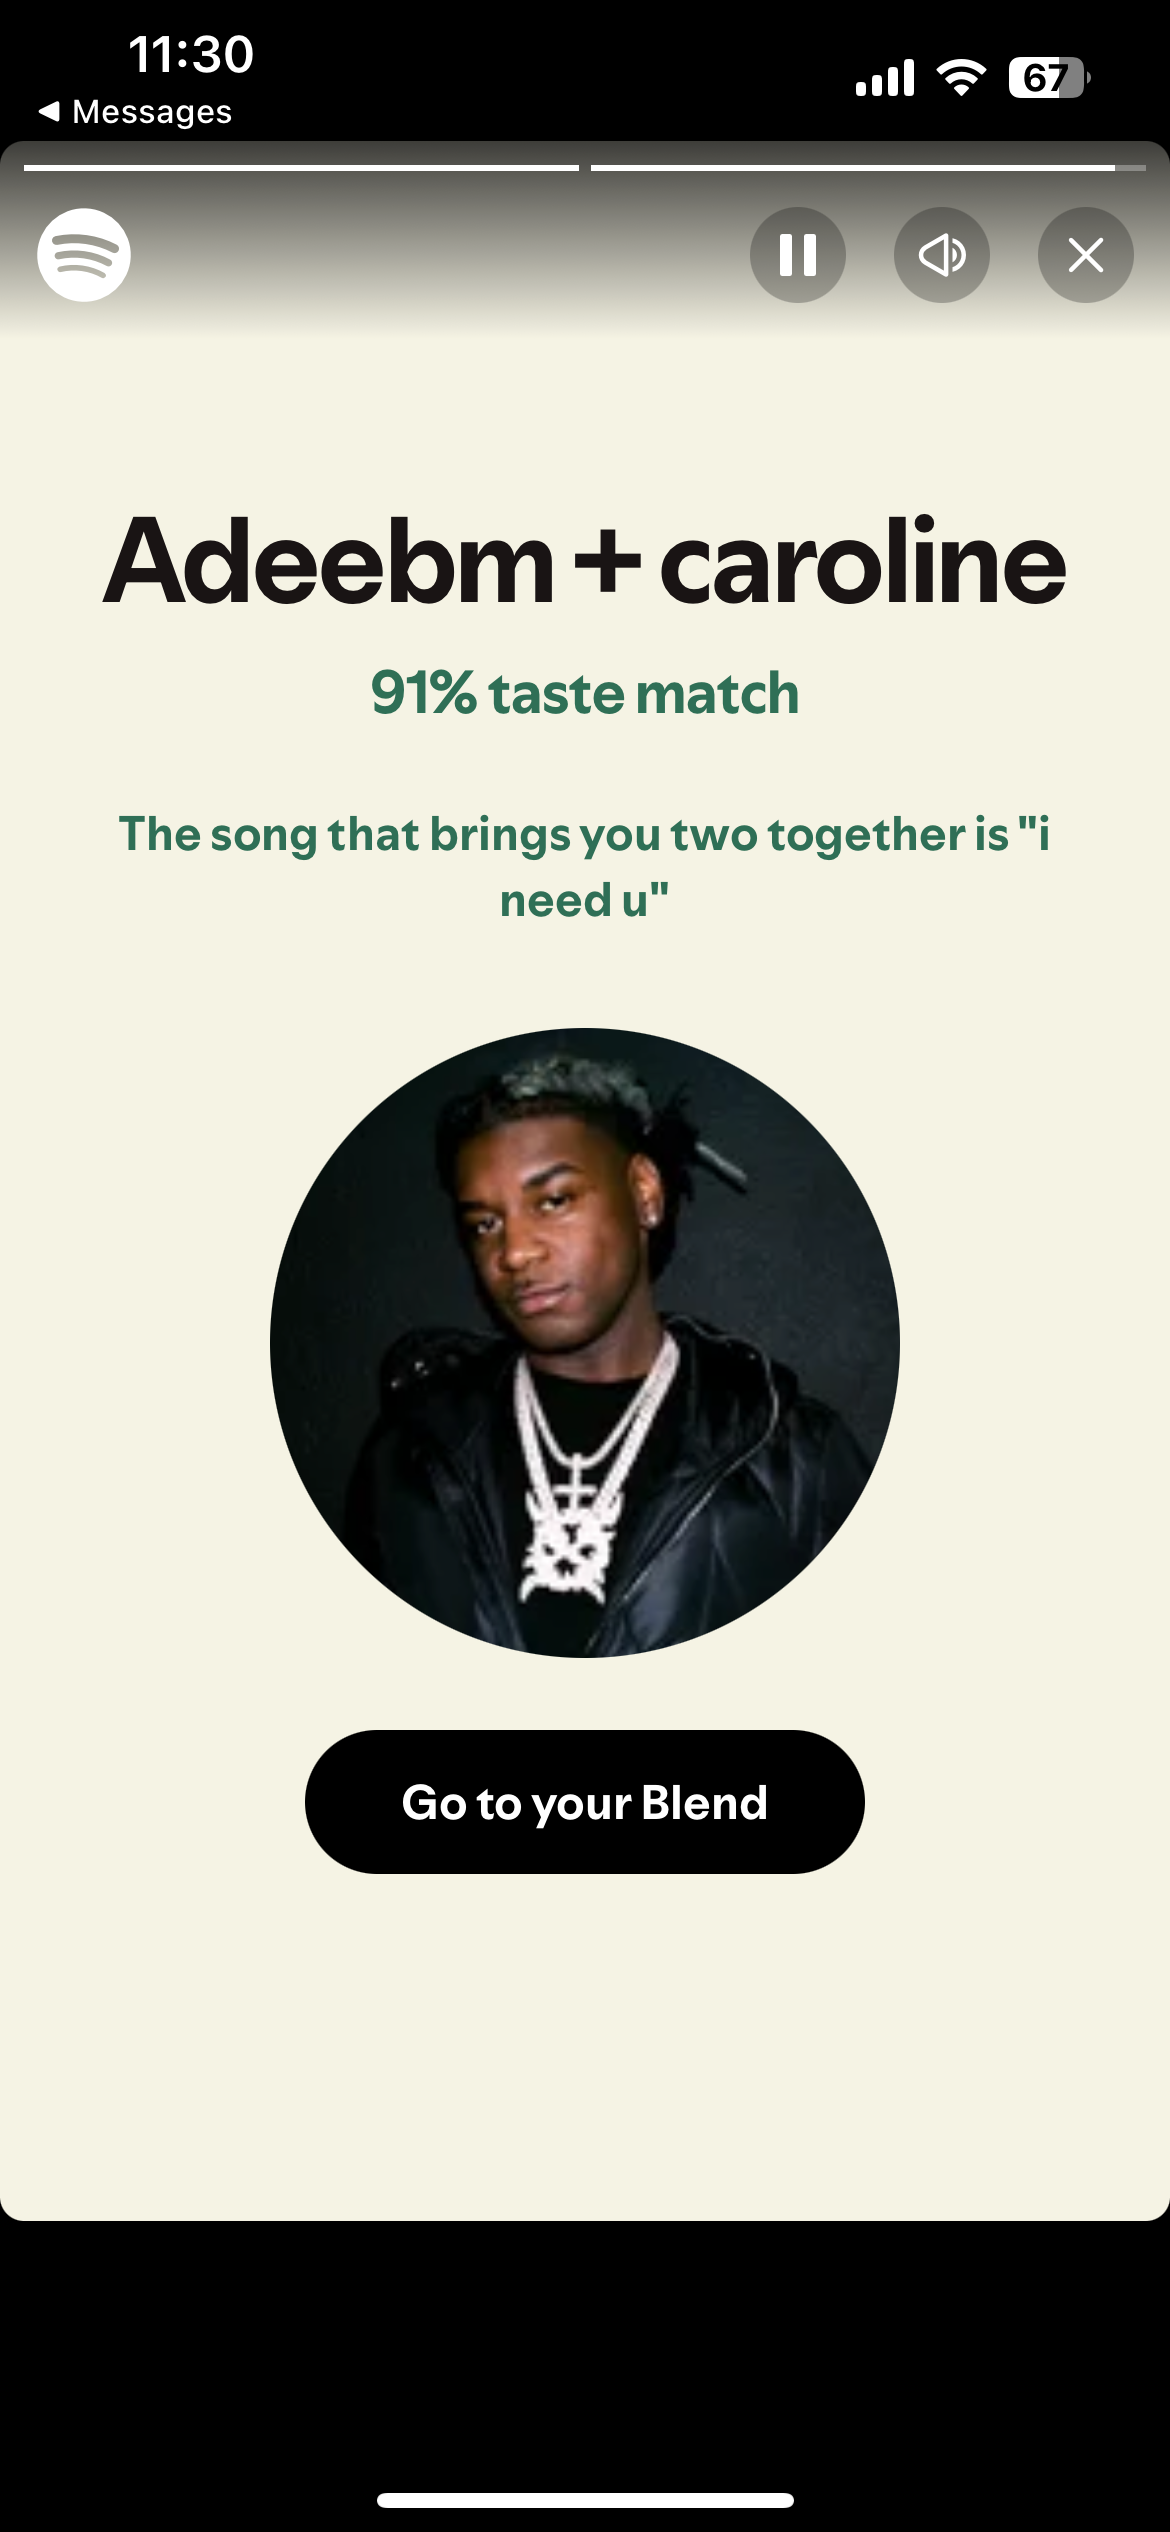 11:30
67
Messages
Adeebm + caroline
91% taste match
The song that brings you two together is "i
need u"
Go to your Blend